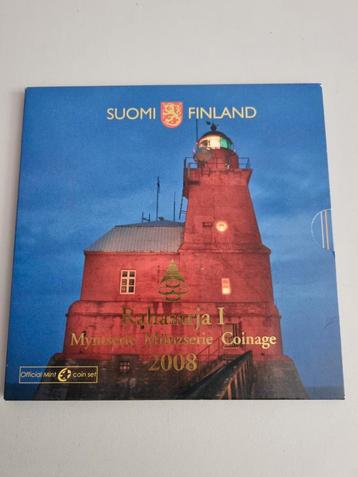 SUOMI FINLAND
Rahasarja I
Myntserie Münzserie Coinage
2008
Official Mint coin set